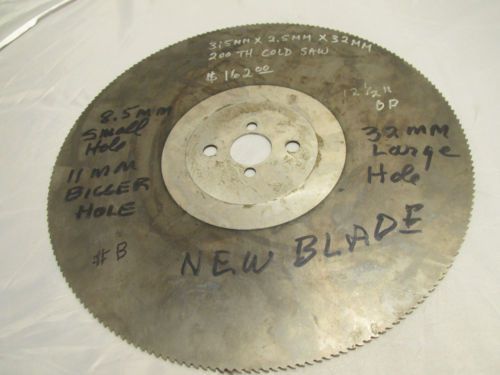 315MM X 2.5MM X 32MM
200 TH COLD SAW
$162.00
12 1/2"
OD
8.5MM
Small
Hole
11MM
BIGGER
HOLE
32MM
Large
Hole
#B
NEW BLADE